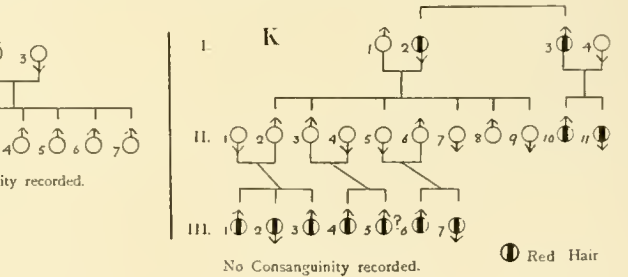 K
I. 1 2 3 4
3
II. 1 2 3 4 5 6 7 8 9 10 11
4 5 6 7
ity recorded.
III. 1 2 3 4 5 ? 6 7
Red Hair
No Consanguinity recorded.